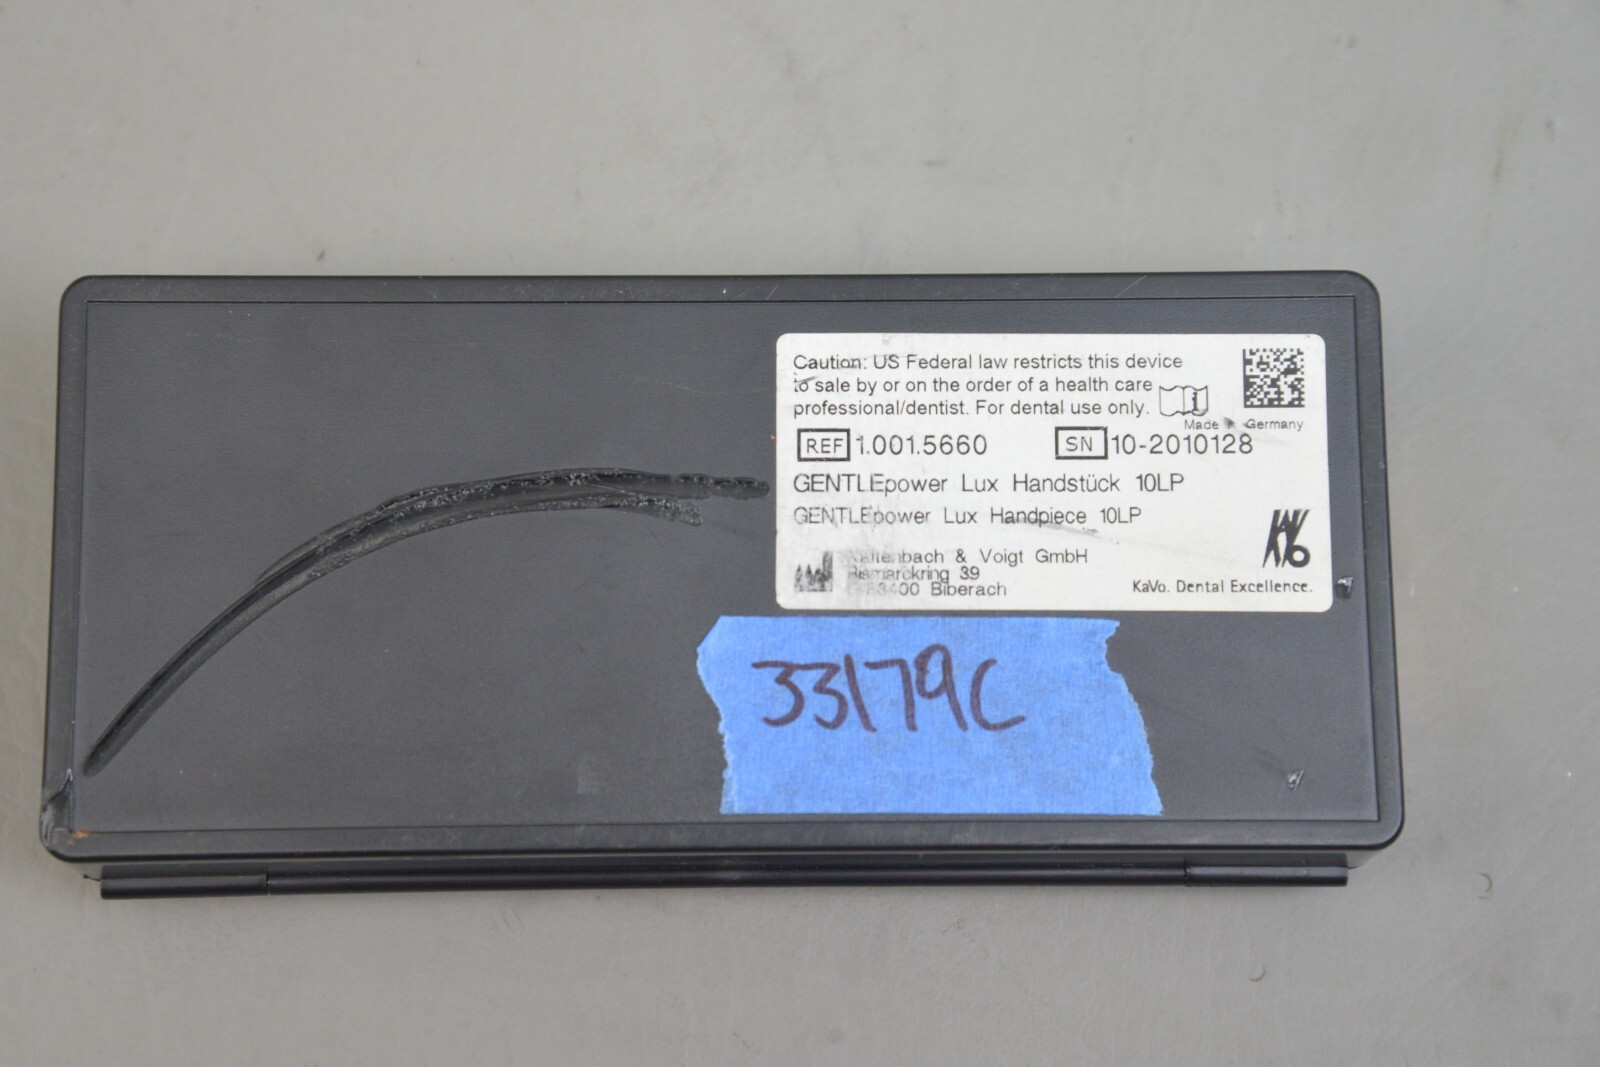 Caution: US Federal law restricts this device
to sale by or on the order of a health care
professional/dentist. For dental use only.
Made Germany
REF 1.001.5660 SN 10-2010128
GENTLEpower Lux Handstück 10LP
GENTLEpower Lux Handpiece 10LP
KaVo
Kaltenbach & Voigt GmbH
Bismarckring 39
Biberach
KaVo. Dental Excellence.
33179C